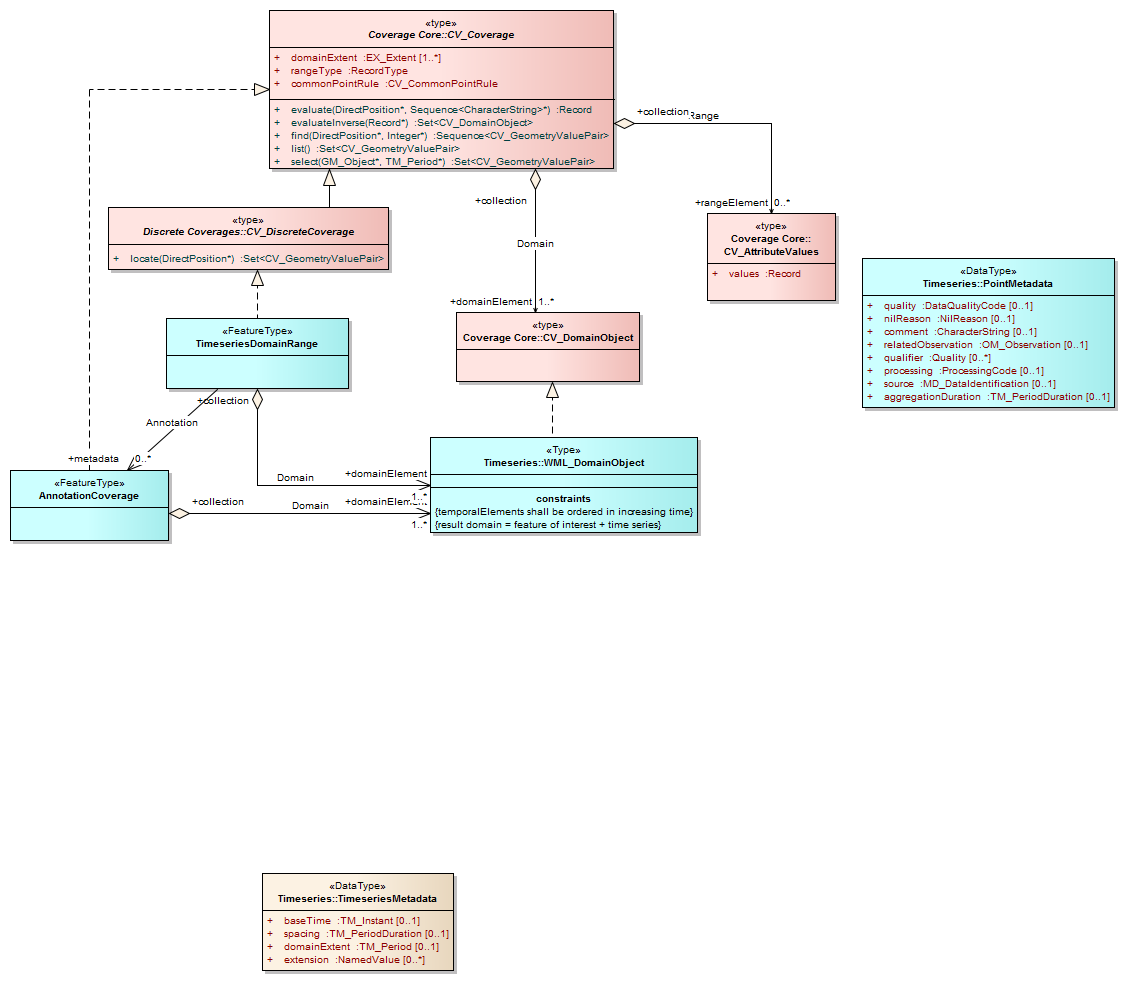 «type»
Coverage Core::CV_Coverage
+ domainExtent :EX_Extent [1..*]
+ rangeType :RecordType
+ commonPointRule :CV_CommonPointRule
+ evaluate(DirectPosition*, Sequence<CharacterString>*) :Record
+ evaluateInverse(Record*) :Set<CV_DomainObject>
+ find(DirectPosition*, Integer*) :Sequence<CV_GeometryValuePair>
+ list() :Set<CV_GeometryValuePair>
+ select(GM_Object*, TM_Period*) :Set<CV_GeometryValuePair>
+collection
Range
+rangeElement 0..*
+collection
Domain
+domainElement 1..*
«type»
Discrete Coverages::CV_DiscreteCoverage
+ locate(DirectPosition*) :Set<CV_GeometryValuePair>
«type»
Coverage Core::
CV_AttributeValues
+ values :Record
«DataType»
Timeseries::PointMetadata
+ quality :DataQualityCode [0..1]
+ nilReason :NilReason [0..1]
+ comment :CharacterString [0..1]
+ relatedObservation :OM_Observation [0..1]
+ qualifier :Quality [0..*]
+ processing :ProcessingCode [0..1]
+ source :MD_DataIdentification [0..1]
+ aggregationDuration :TM_PeriodDuration [0..1]
«FeatureType»
TimeseriesDomainRange
«type»
Coverage Core::CV_DomainObject
+collection
Annotation
+metadata 0..*
«FeatureType»
AnnotationCoverage
Domain
+domainElement
1..*
+collection
Domain
+domainElement
1..*
«Type»
Timeseries::WML_DomainObject
constraints
{temporalElements shall be ordered in increasing time}
{result domain = feature of interest + time series}
«DataType»
Timeseries::TimeseriesMetadata
+ baseTime :TM_Instant [0..1]
+ spacing :TM_PeriodDuration [0..1]
+ domainExtent :TM_Period [0..1]
+ extension :NamedValue [0..*]